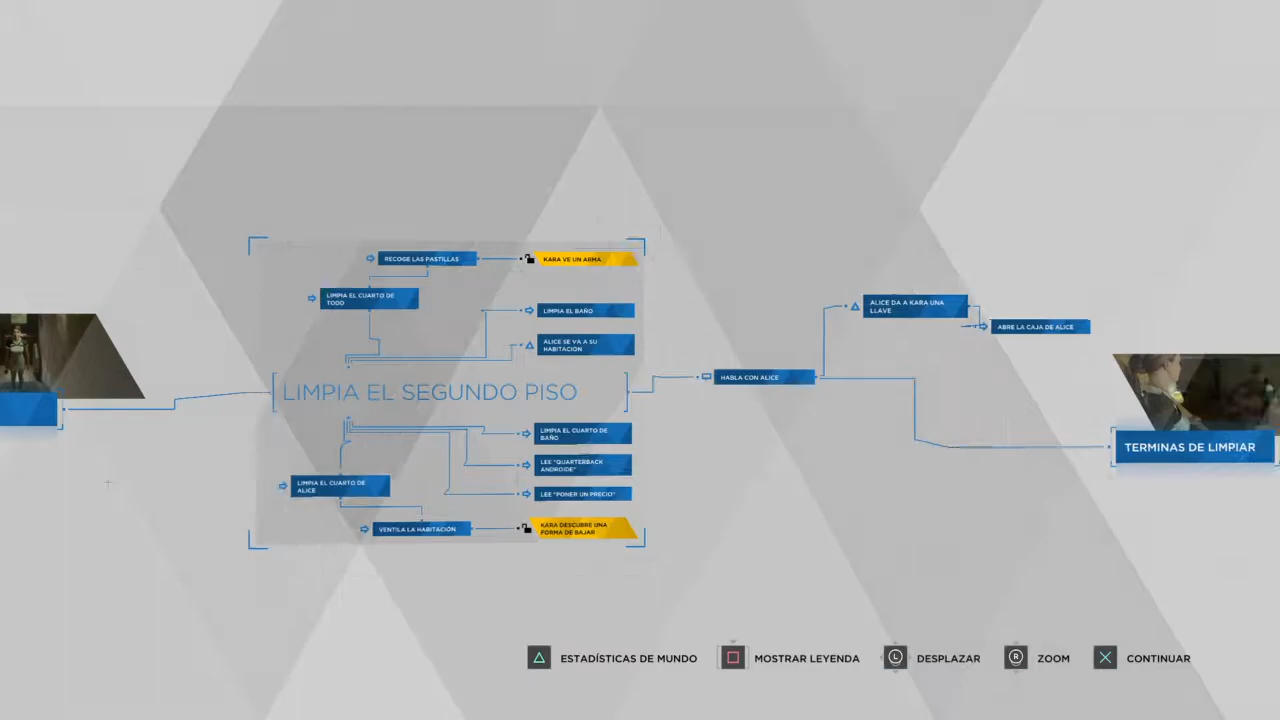 RECOGE LAS PASTILLAS
KARA VE UN ARMA
LIMPIA EL CUARTO DE
TODO
LIMPIA EL BAÑO
ALICE SE VA A SU
HABITACIÓN
LIMPIA EL SEGUNDO PISO
LIMPIA EL CUARTO DE
BAÑO
LEE "QUARTERBACK
ANDROIDE"
LIMPIA EL CUARTO DE
ALICE
LEE "PONER UN PRECIO"
VENTILA LA HABITACIÓN
KARA DESCUBRE UNA
FORMA DE BAJAR
HABLA CON ALICE
ALICE DA A KARA UNA
LLAVE
ABRE LA CAJA DE ALICE
TERMINAS DE LIMPIAR
ESTADÍSTICAS DE MUNDO
MOSTRAR LEYENDA
L
DESPLAZAR
R
ZOOM
CONTINUAR